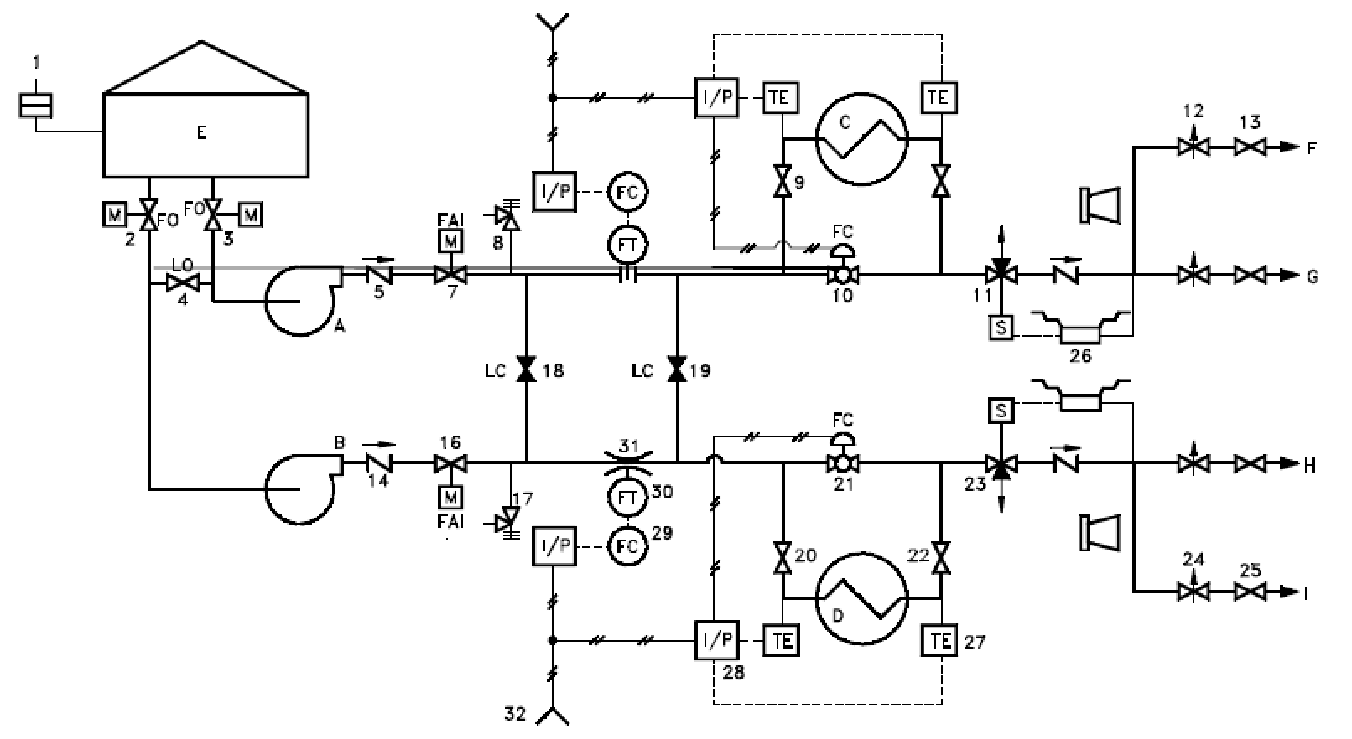 1
I/P TE TE
C
12 13
E
F
I/P FC
9
M FO FO M
FAI
M
8
FT
FC
2 3
LO
4
5 7
10
11
G
A
S
26
LC 18 LC 19
S
B
16
31
FC
H
14
M
FAI
17
FT 30
21
23
I/P FC 29
20 22
24 25
D
I
I/P TE TE 27
28
32